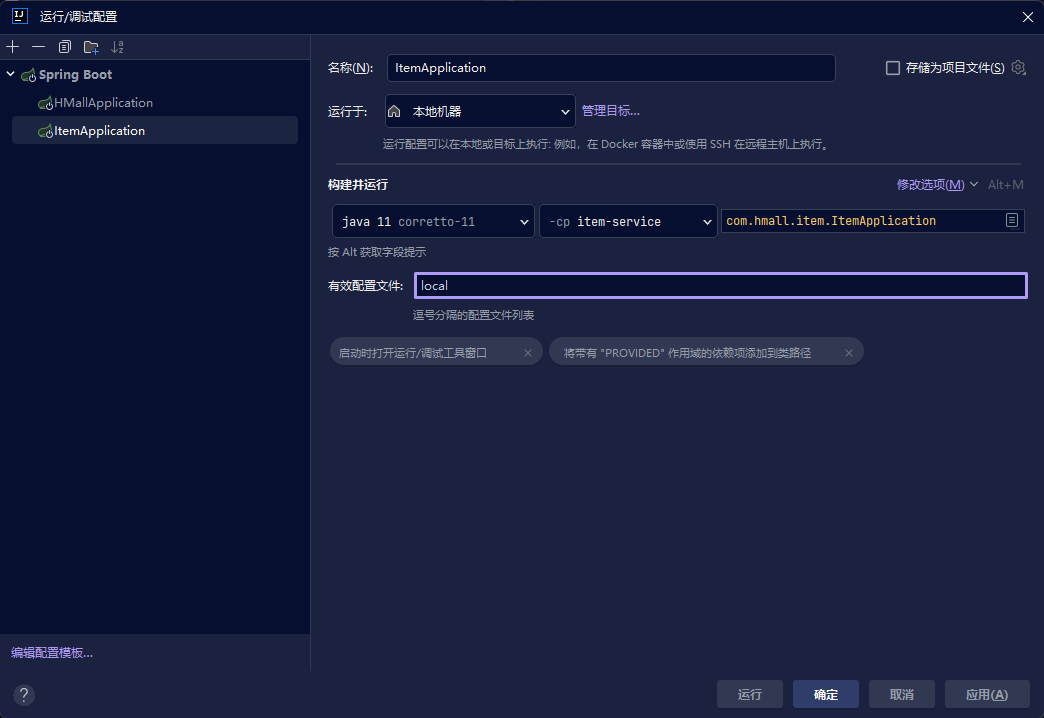 运行/调试配置
Spring Boot
HMallApplication
ItemApplication
编辑配置模板...
名称(N): ItemApplication 存储为项目文件(S)
运行于: 本地机器 管理目标...
运行配置可以在本地或目标上执行: 例如，在 Docker 容器中或使用 SSH 在远程主机上执行。
构建并运行 修改选项(M) Alt+M
java 11 corretto-11 -cp item-service com.hmall.item.ItemApplication
按 Alt 获取字段提示
有效配置文件: local
逗号分隔的配置文件列表
启动时打开运行/调试工具窗口 将带有 "PROVIDED" 作用域的依赖项添加到类路径
? 运行 确定 取消 应用(A)